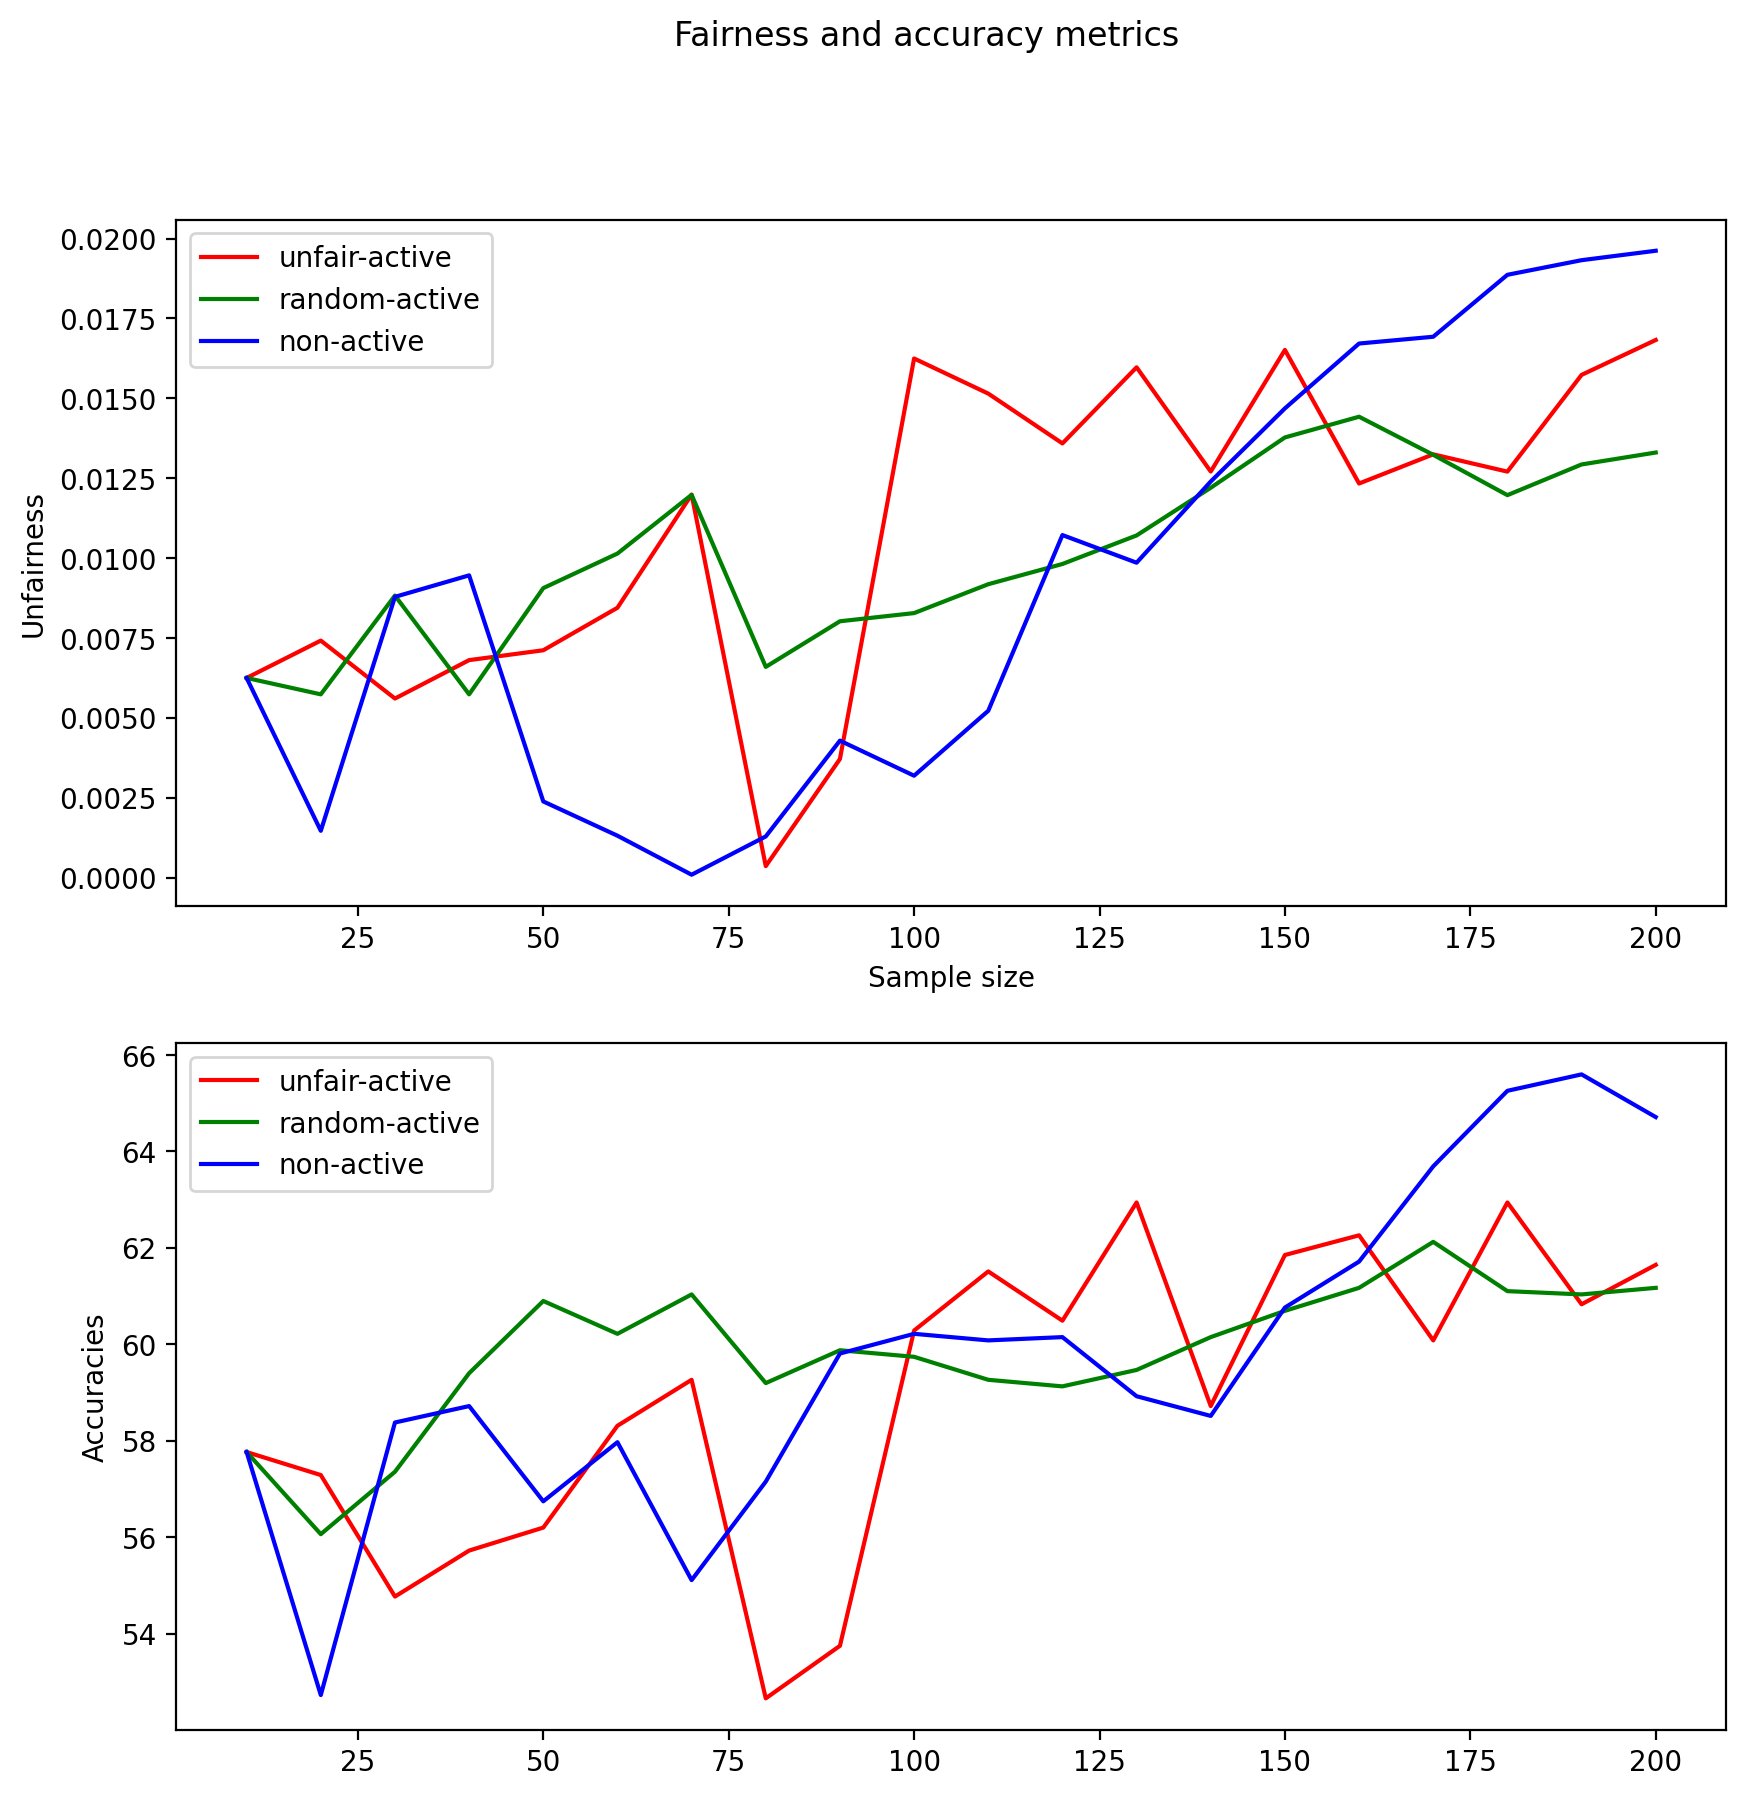 Fairness and accuracy metrics
0.0200
0.0175
0.0150
0.0125
0.0100
0.0075
0.0050
0.0025
0.0000
Unfairness
unfair-active
random-active
non-active
25 50 75 100 125 150 175 200
Sample size
66
64
62
60
58
56
54
Accuracies
unfair-active
random-active
non-active
25 50 75 100 125 150 175 200